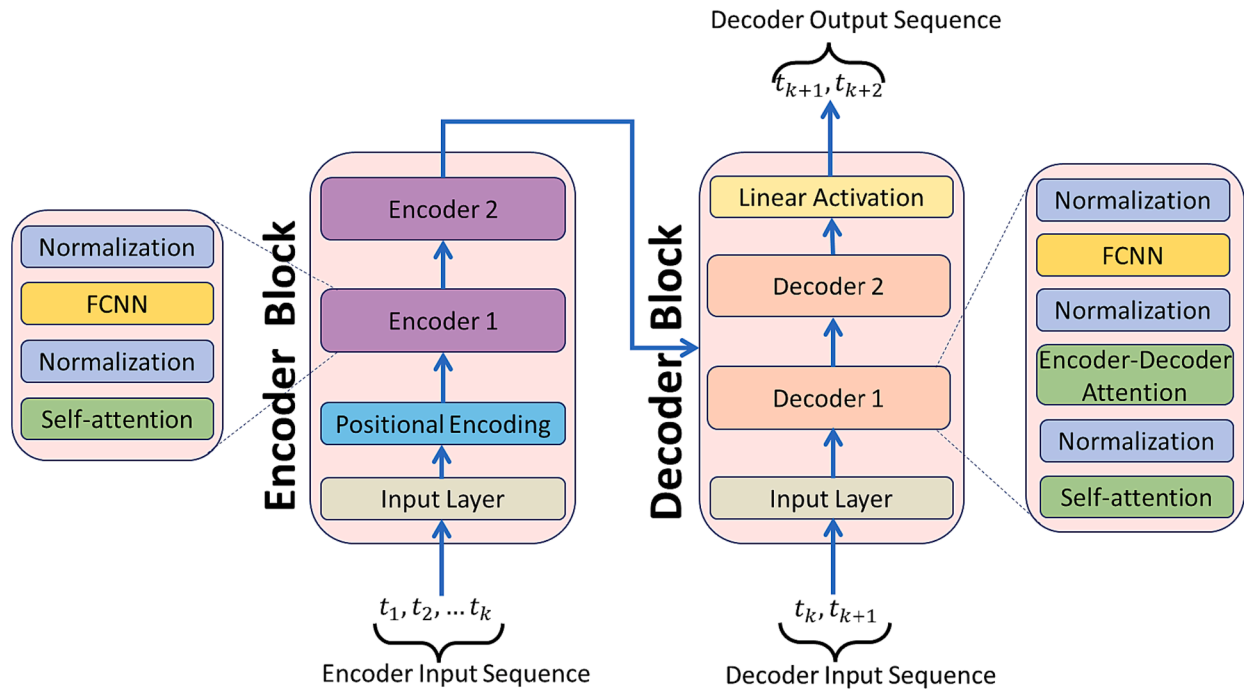 Decoder Output Sequence
t_{k+1}, t_{k+2}
Encoder Block
Encoder 2
Encoder 1
Positional Encoding
Input Layer
t_1, t_2, … t_k
Encoder Input Sequence
Normalization
FCNN
Normalization
Self-attention
Decoder Block
Linear Activation
Decoder 2
Decoder 1
Input Layer
t_k, t_{k+1}
Decoder Input Sequence
Normalization
FCNN
Normalization
Encoder-Decoder
Attention
Normalization
Self-attention